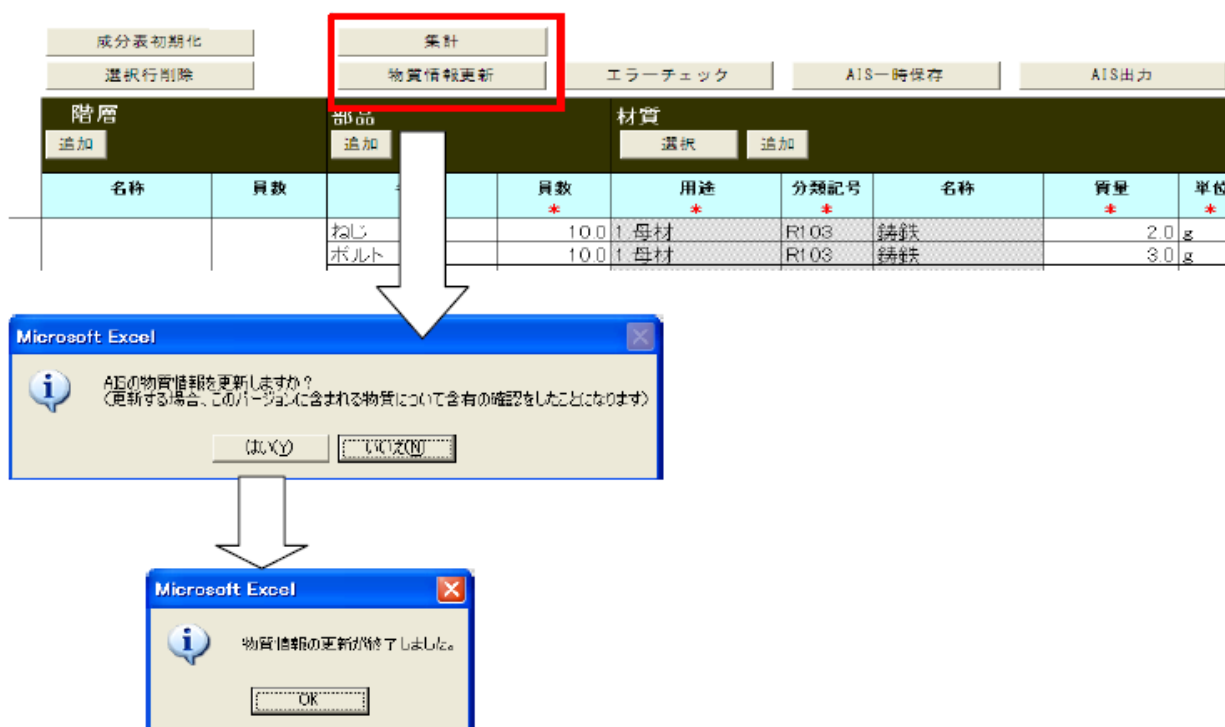 成分表初期化 集計
選択行削除 物質情報更新 エラーチェック AIS一時保存 AIS出力
階層 部品 材質
追加 追加 選択 追加
名称 員数 員数 用途 分類記号 名称 質量 単位
* * * * *
ねじ 10.0 1 母材 R103 鋳鉄 2.0 g
ボルト 10.0 1 母材 R103 鋳鉄 3.0 g
Microsoft Excel
AISの物質情報を更新しますか?
(更新する場合、このバージョンに含まれる物質について含有の確認をしたことになります)
はい(Y) いいえ(N)
Microsoft Excel
物質情報の更新が終了しました。
OK